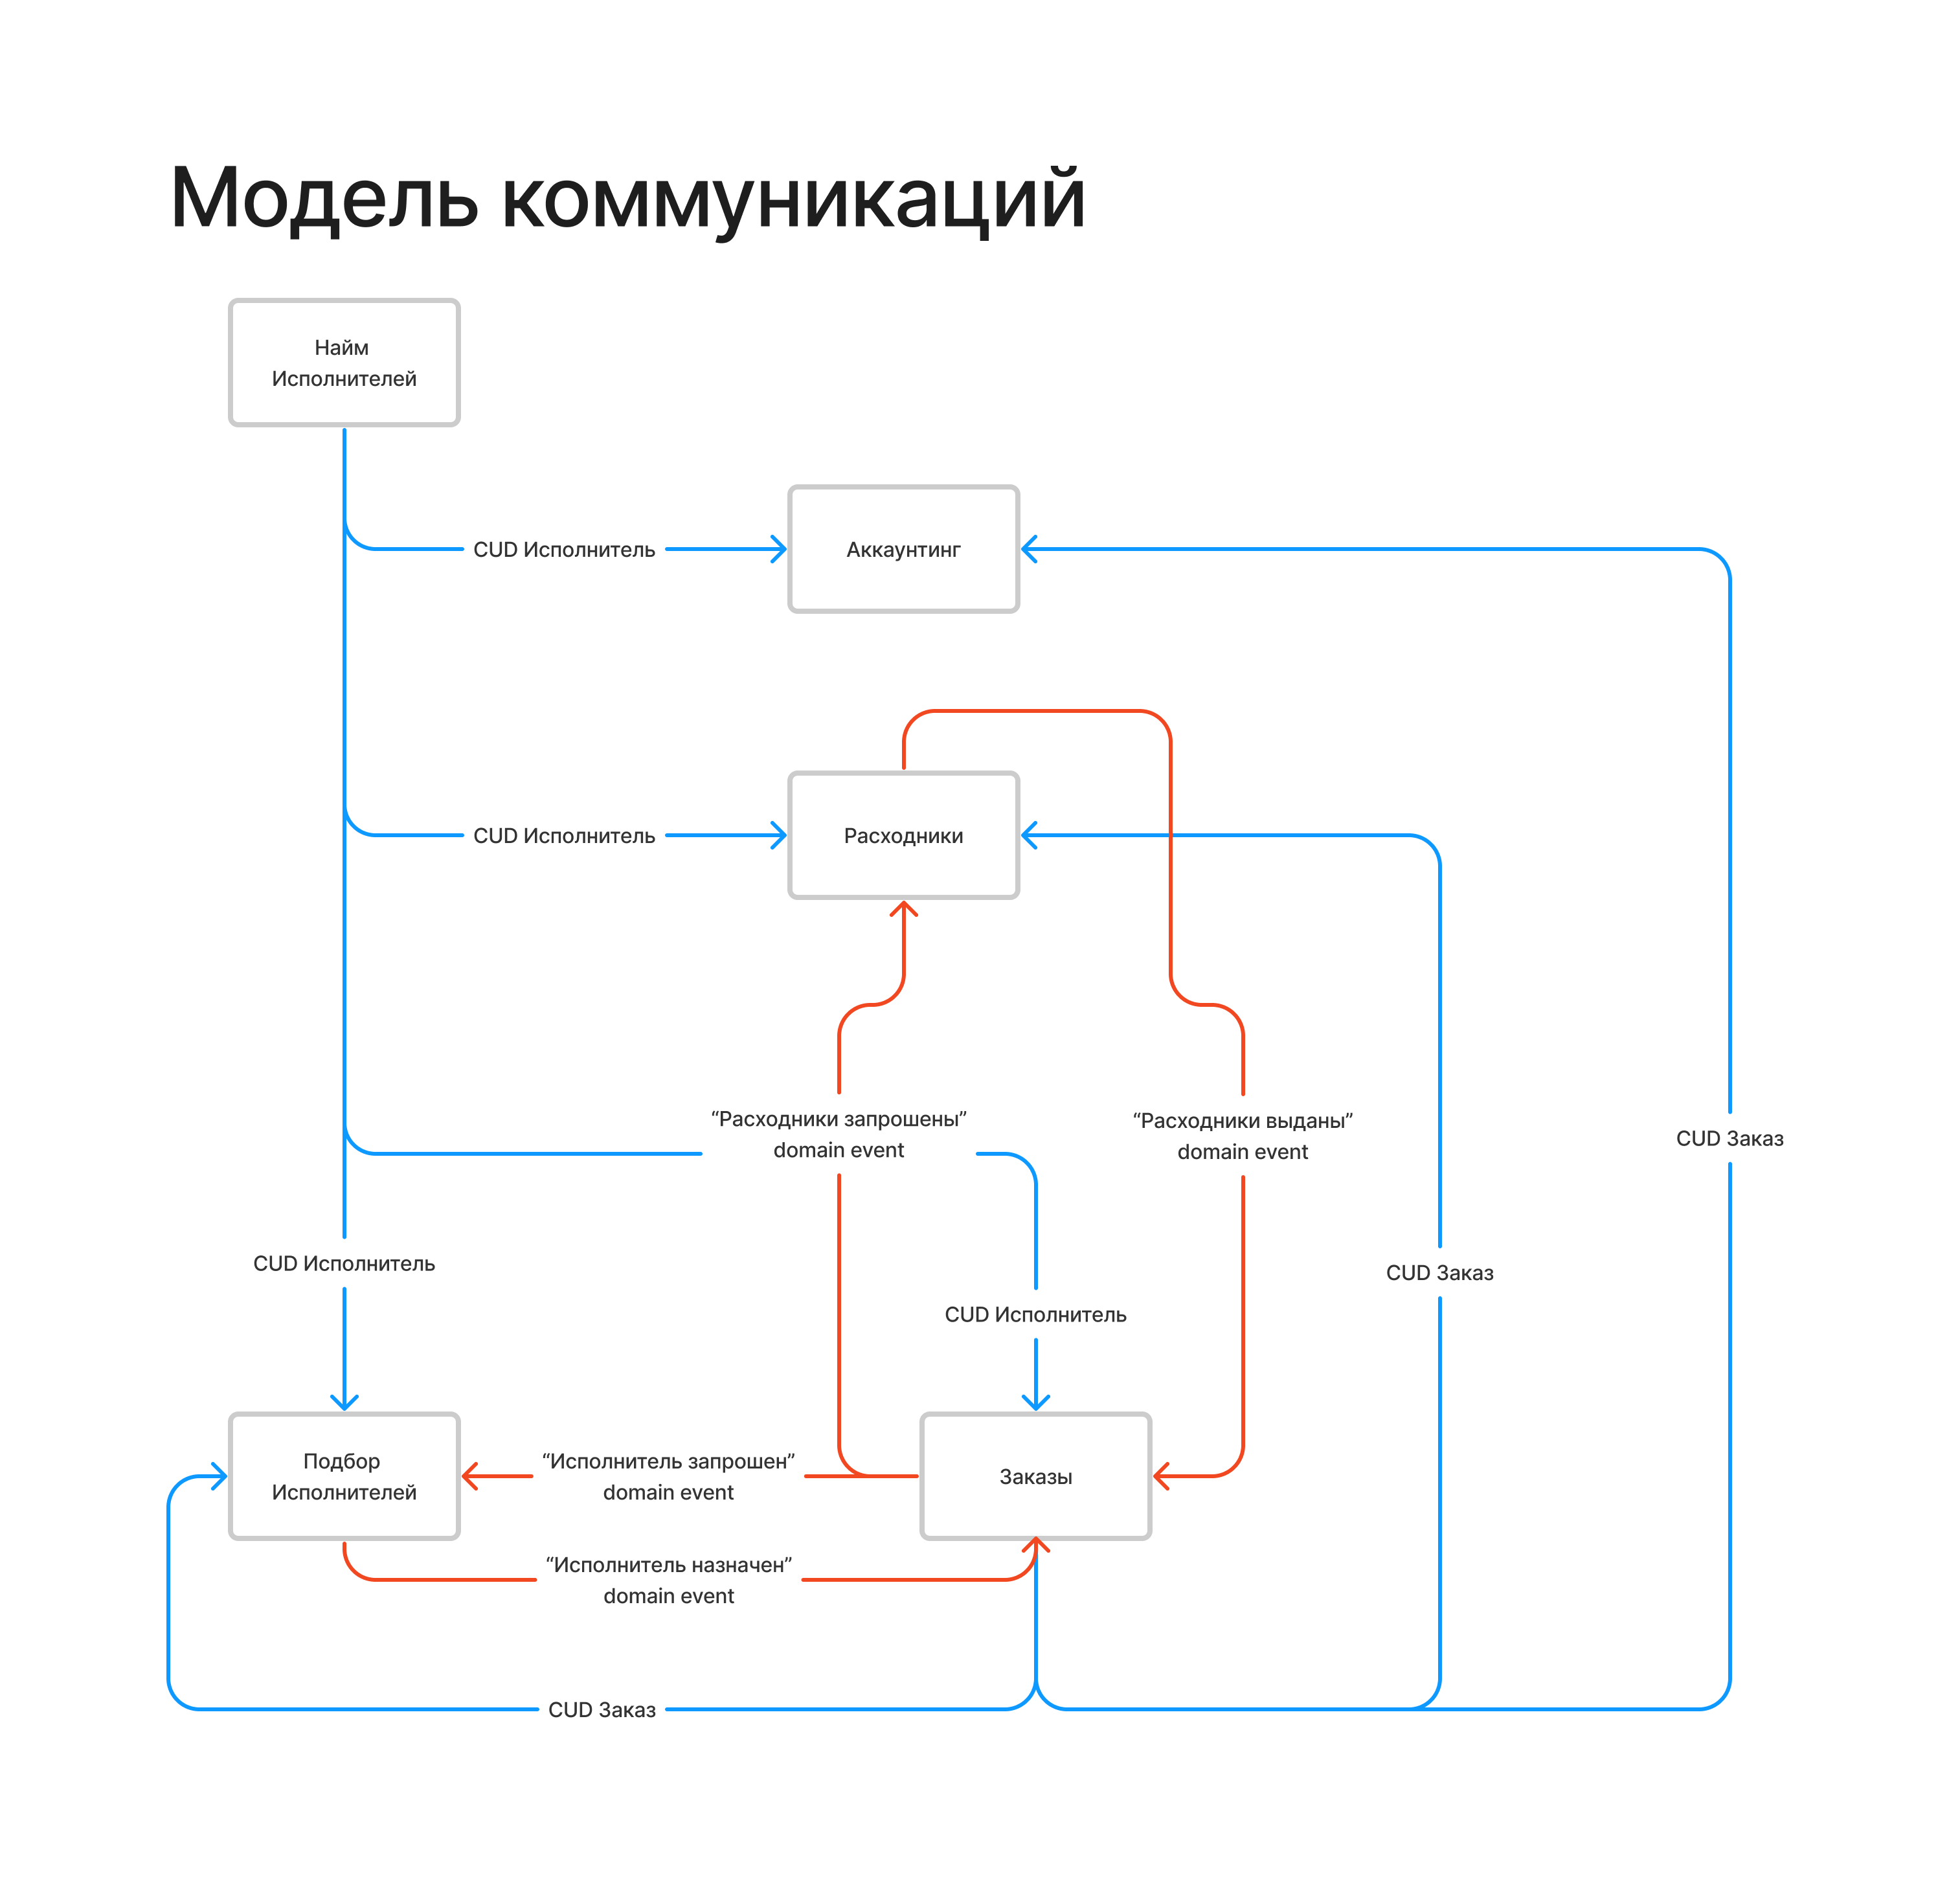 Модель коммуникаций
Найм
Исполнителей
CUD Исполнитель
Аккаунтинг
CUD Исполнитель
Расходники
“Расходники запрошены”
domain event
“Расходники выданы”
domain event
CUD Заказ
CUD Исполнитель
CUD Заказ
CUD Исполнитель
Подбор
Исполнителей
“Исполнитель запрошен”
domain event
Заказы
“Исполнитель назначен”
domain event
CUD Заказ